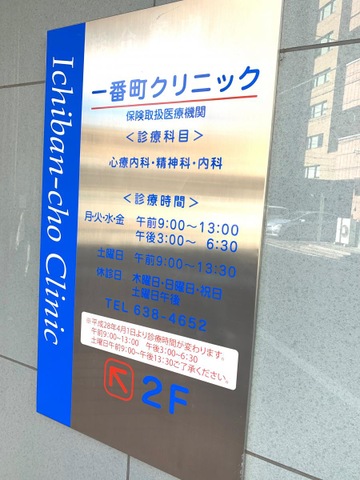 Ichiban-cho Clinic
一番町クリニック
保険取扱医療機関
＜診療科目＞
心療内科・精神科・内科
＜診療時間＞
月・火・水・金 午前9:00～13:00
午後3:00～ 6:30
土曜日 午前9:00～13:30
休診日 木曜日・日曜日・祝日
土曜日午後
TEL 638-4652
※平成28年4月1日より診療時間が変わります。
午前9:00～13:00 午後3:00～6:30
土曜日午前9:00～午後13:30ご了承ください。
2F